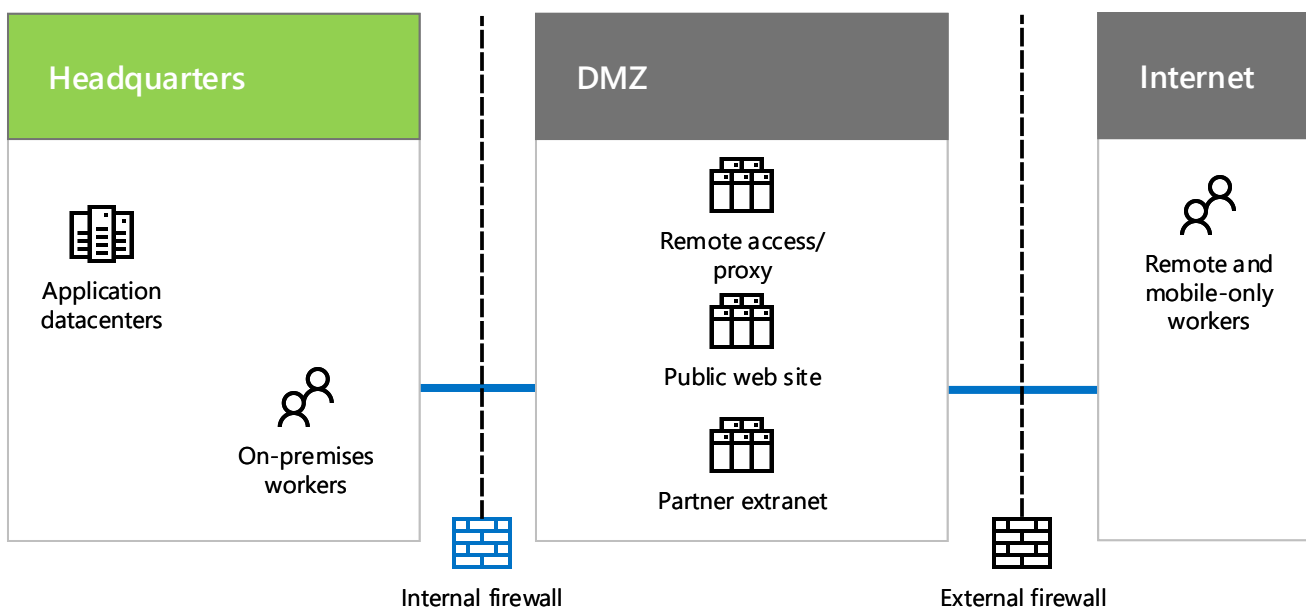 Headquarters
DMZ
Internet
Application
datacenters
On-premises
workers
Remote access/
proxy
Public web site
Partner extranet
Remote and
mobile-only
workers
Internal firewall
External firewall